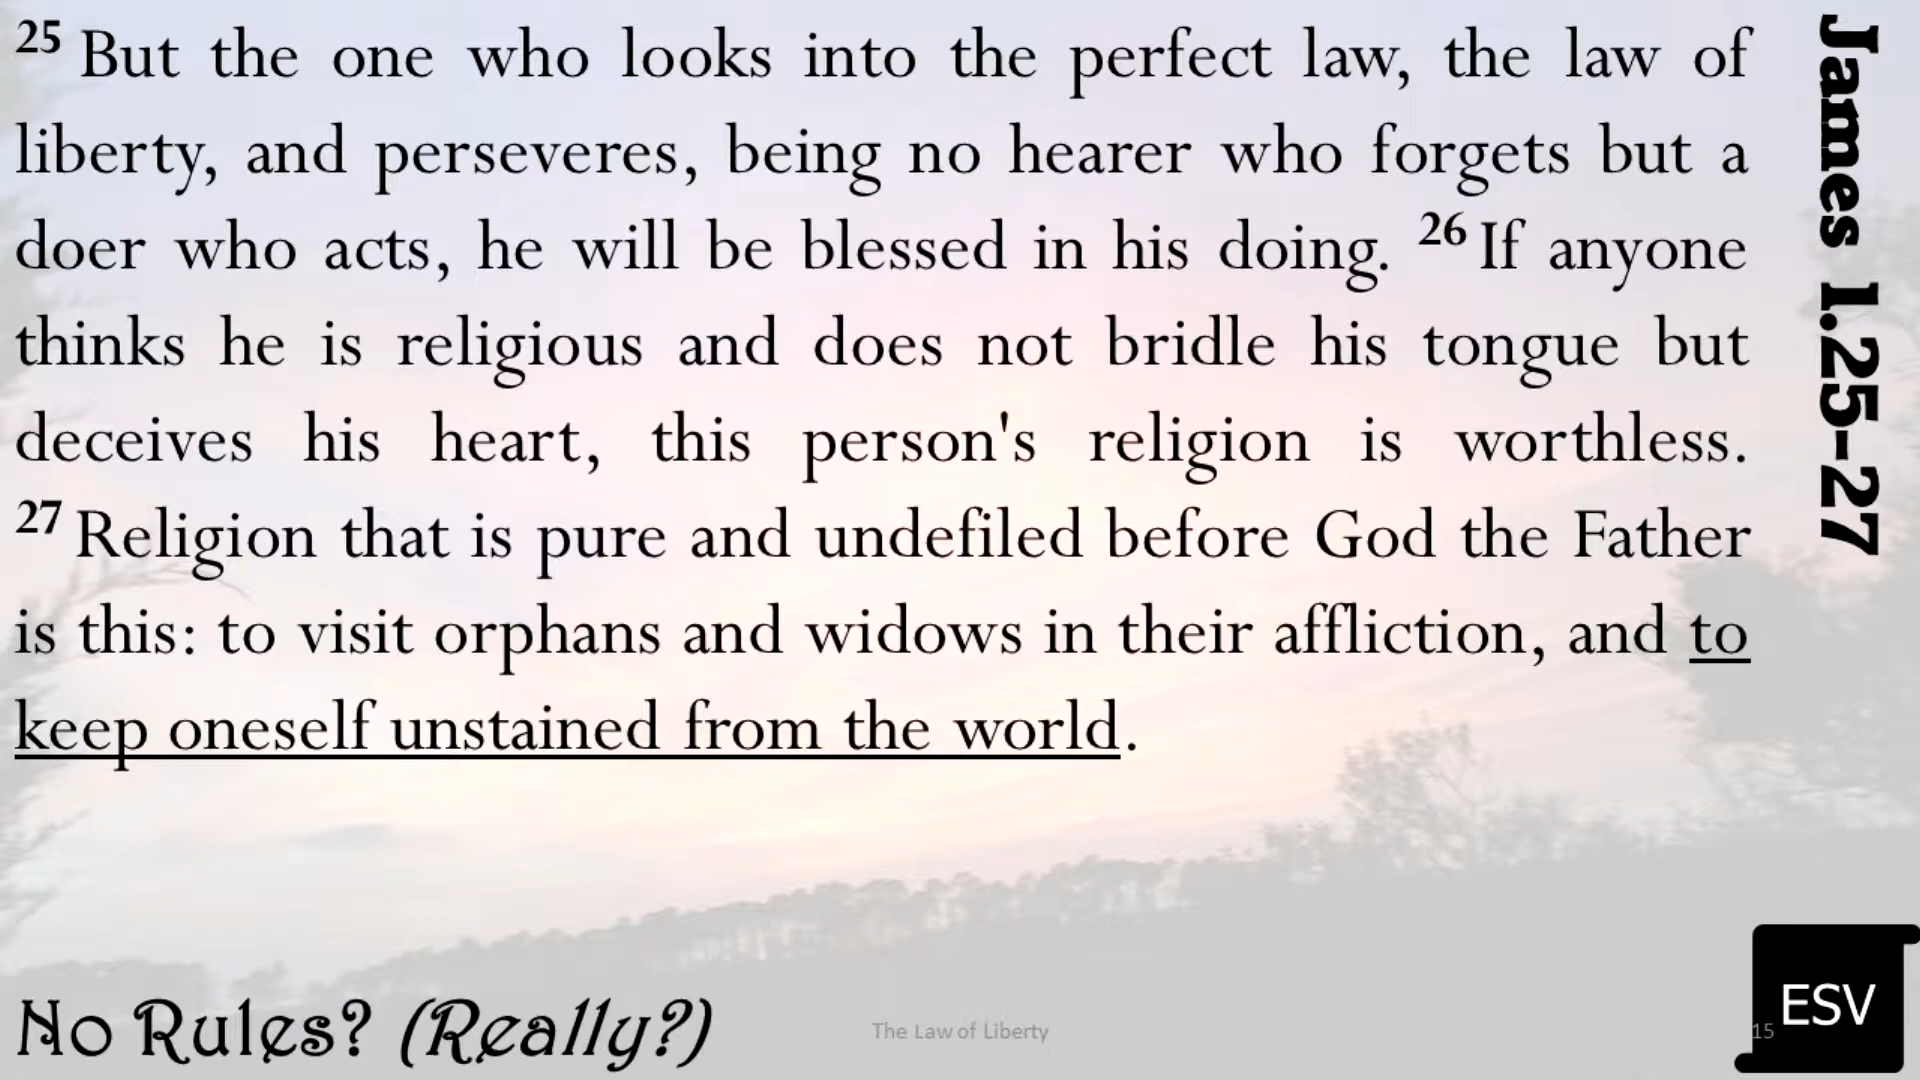 25 But the one who looks into the perfect law, the law of
liberty, and perseveres, being no hearer who forgets but a
doer who acts, he will be blessed in his doing. 26 If anyone
thinks he is religious and does not bridle his tongue but
deceives his heart, this person's religion is worthless.
27 Religion that is pure and undefiled before God the Father
is this: to visit orphans and widows in their affliction, and to
keep oneself unstained from the world.
James 1.25-27
No Rules? (Really?)
The Law of Liberty
15
ESV